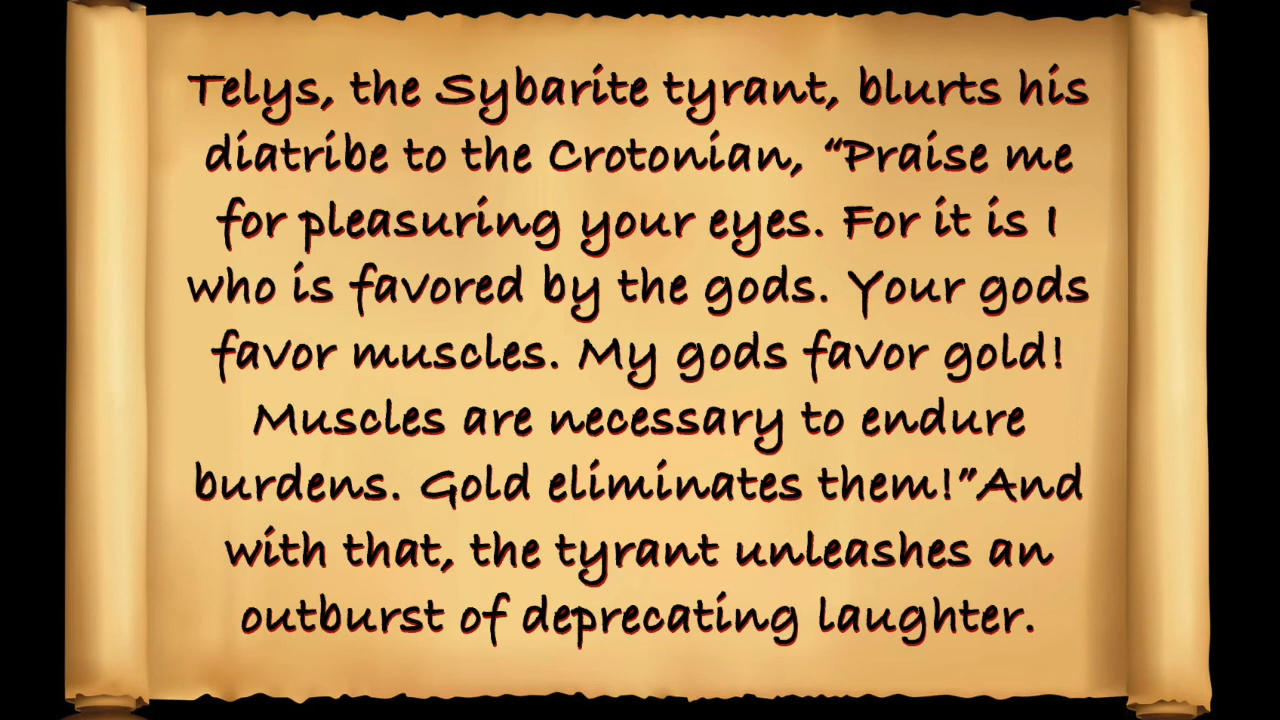 Telys, the Sybarite tyrant, blurts his
diatribe to the Crotonian, “Praise me
for pleasuring your eyes. For it is I
who is favored by the gods. Your gods
favor muscles. My gods favor gold!
Muscles are necessary to endure
burdens. Gold eliminates them!”And
with that, the tyrant unleashes an
outburst of deprecating laughter.